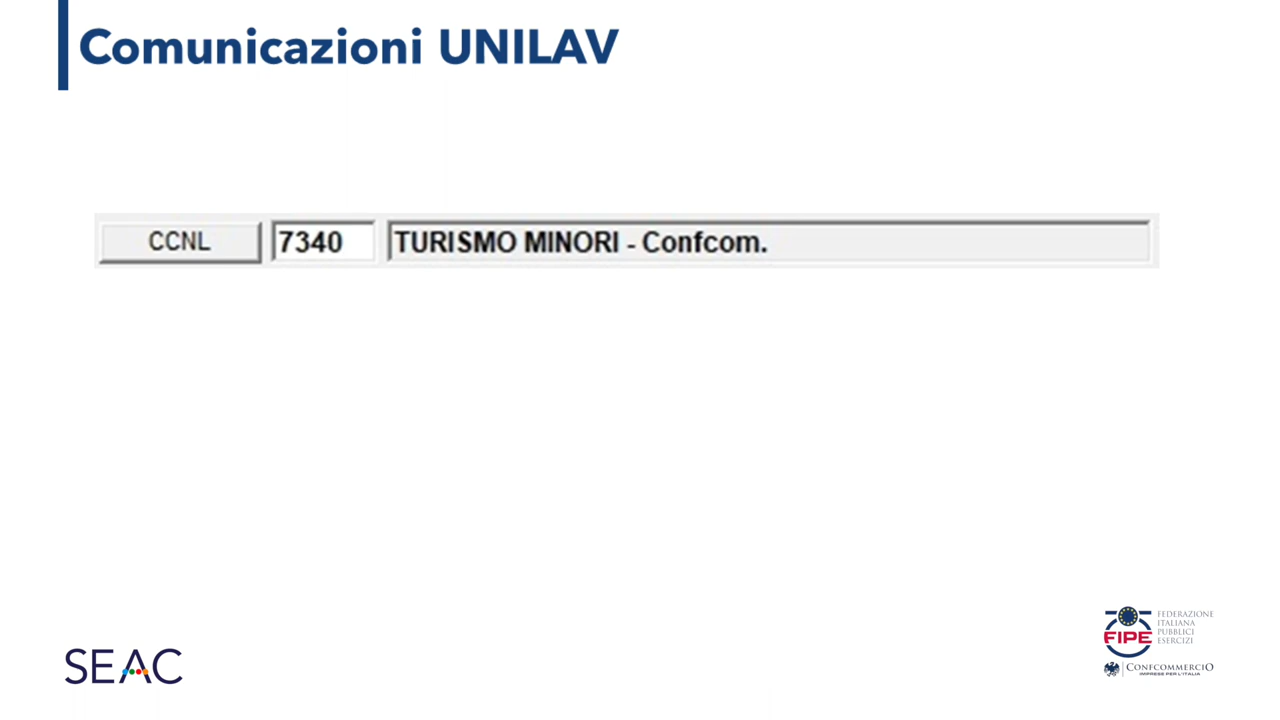 Comunicazioni UNILAV
CCNL 7340 TURISMO MINORI - Confcom.
SEAC
FIPE
FEDERAZIONE
ITALIANA
PUBBLICI
ESERCIZI
CONFCOMMERCIO
IMPRESE PER L'ITALIA